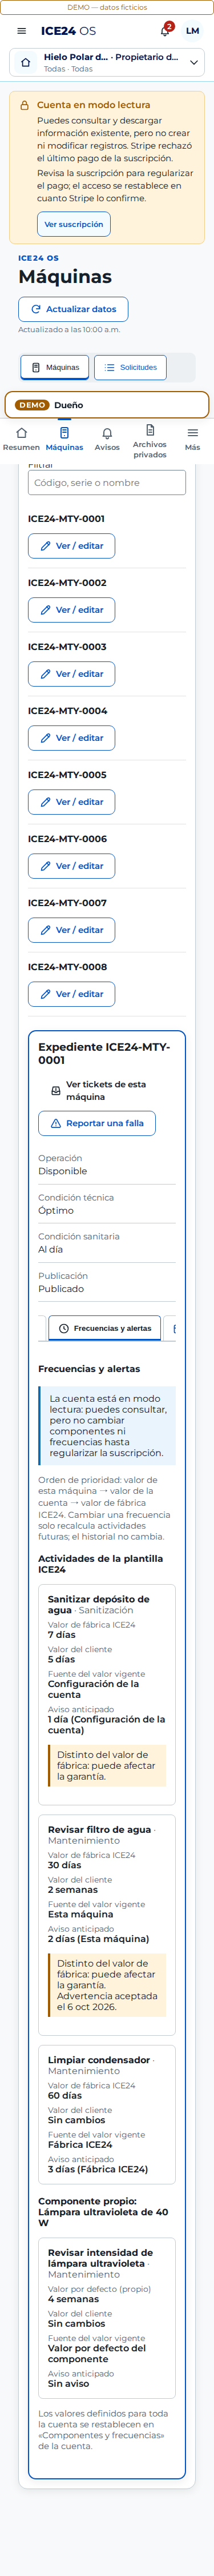 DEMO — datos ficticios
ICE24 OS
2
LM
Hielo Polar d... · Propietario d...
Todas · Todas
Cuenta en modo lectura
Puedes consultar y descargar
información existente, pero no crear
ni modificar registros. Stripe rechazó
el último pago de la suscripción.
Revisa la suscripción para regularizar
el pago; el acceso se restablece en
cuanto Stripe lo confirme.
Ver suscripción
ICE24 OS
Máquinas
Actualizar datos
Actualizado a las 10:00 a.m.
Máquinas
Solicitudes
DEMO Dueño
Resumen
Máquinas
Avisos
Archivos
privados
Más
Filtrar
Código, serie o nombre
ICE24-MTY-0001
Ver / editar
ICE24-MTY-0002
Ver / editar
ICE24-MTY-0003
Ver / editar
ICE24-MTY-0004
Ver / editar
ICE24-MTY-0005
Ver / editar
ICE24-MTY-0006
Ver / editar
ICE24-MTY-0007
Ver / editar
ICE24-MTY-0008
Ver / editar
Expediente ICE24-MTY-
0001
Ver tickets de esta
máquina
Reportar una falla
Operación
Disponible
Condición técnica
Óptimo
Condición sanitaria
Al día
Publicación
Publicado
Frecuencias y alertas
Frecuencias y alertas
La cuenta está en modo
lectura: puedes consultar,
pero no cambiar
componentes ni
frecuencias hasta
regularizar la suscripción.
Orden de prioridad: valor de
esta máquina → valor de la
cuenta → valor de fábrica
ICE24. Cambiar una frecuencia
solo recalcula actividades
futuras; el historial no cambia.
Actividades de la plantilla
ICE24
Sanitizar depósito de
agua · Sanitización
Valor de fábrica ICE24
7 días
Valor del cliente
5 días
Fuente del valor vigente
Configuración de la
cuenta
Aviso anticipado
1 día (Configuración de la
cuenta)
Distinto del valor de
fábrica: puede afectar
la garantía.
Revisar filtro de agua ·
Mantenimiento
Valor de fábrica ICE24
30 días
Valor del cliente
2 semanas
Fuente del valor vigente
Esta máquina
Aviso anticipado
2 días (Esta máquina)
Distinto del valor de
fábrica: puede afectar
la garantía.
Advertencia aceptada
el 6 oct 2026.
Limpiar condensador ·
Mantenimiento
Valor de fábrica ICE24
60 días
Valor del cliente
Sin cambios
Fuente del valor vigente
Fábrica ICE24
Aviso anticipado
3 días (Fábrica ICE24)
Componente propio:
Lámpara ultravioleta de 40
W
Revisar intensidad de
lámpara ultravioleta ·
Mantenimiento
Valor por defecto (propio)
4 semanas
Valor del cliente
Sin cambios
Fuente del valor vigente
Valor por defecto del
componente
Aviso anticipado
Sin aviso
Los valores definidos para toda
la cuenta se restablecen en
«Componentes y frecuencias»
de la cuenta.